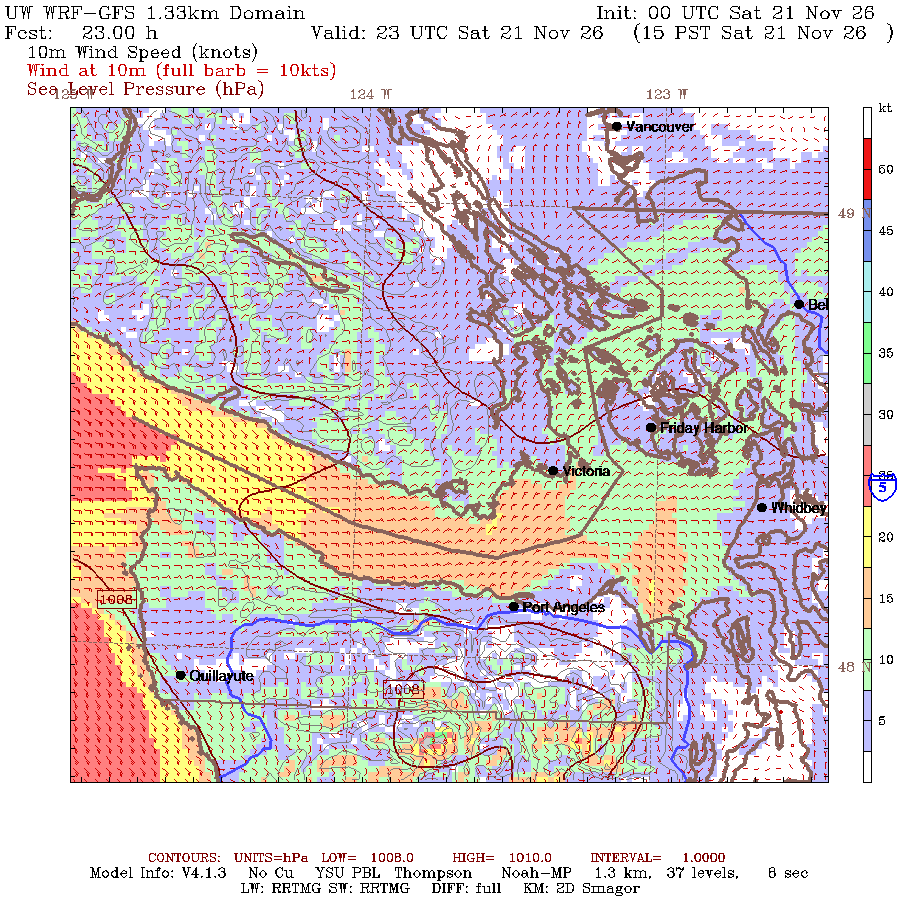 UW WRF-GFS 1.33km Domain Init: 00 UTC Sat 21 Nov 26
Fcst: 23.00 h Valid: 23 UTC Sat 21 Nov 26 (15 PST Sat 21 Nov 26 )
10m Wind Speed (knots)
Wind at 10m (full barb = 10kts)
Sea Level Pressure (hPa)
125 W 124 W 123 W
kt
Vancouver
60
49 N
45
40
Bel
35
30
Friday Harbor
Victoria
25
5
Whidbey
20
1008
15
Port Angeles
10
48 N
Quillayute
1008
5
CONTOURS: UNITS=hPa LOW= 1008.0 HIGH= 1010.0 INTERVAL= 1.0000
Model Info: V4.1.3 No Cu YSU PBL Thompson Noah-MP 1.3 km, 37 levels, 8 sec
LW: RRTMG SW: RRTMG DIFF: full KM: 2D Smagor